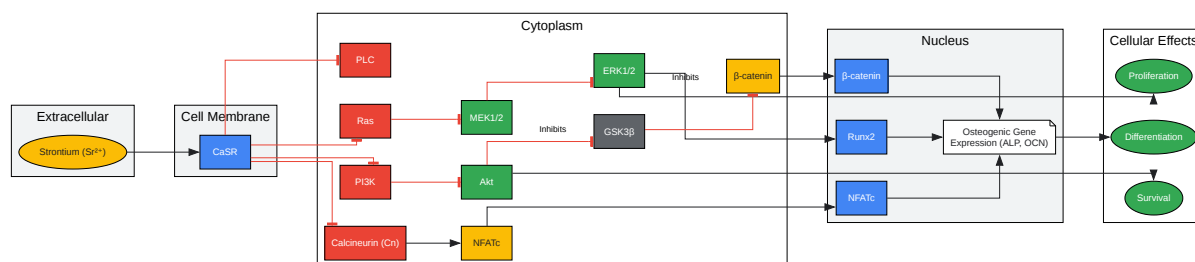 Cytoplasm
Nucleus
Cellular Effects
PLC
ERK1/2
Inhibits
β-catenin
β-catenin
Proliferation
Extracellular
Cell Membrane
Ras
MEK1/2
Inhibits
GSK3β
Runx2
Osteogenic Gene
Expression (ALP, OCN)
Differentiation
Strontium (Sr²⁺)
CaSR
PI3K
Akt
NFATc
Survival
Calcineurin (Cn)
NFATc